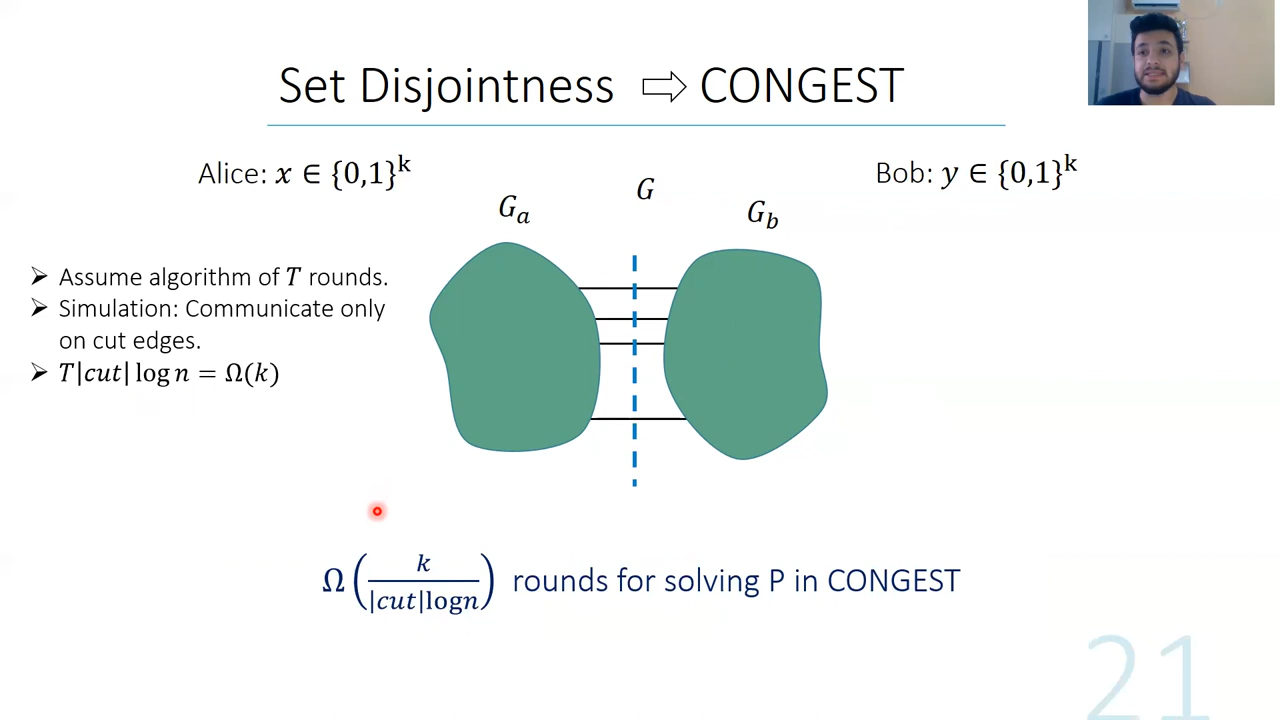 Set Disjointness ⇨ CONGEST
Alice: x ∈ {0,1}ᵏ
Bob: y ∈ {0,1}ᵏ
G
Gₐ
G_b
➢ Assume algorithm of T rounds.
➢ Simulation: Communicate only
on cut edges.
➢ T|cut| log n = Ω(k)
Ω(k/|cut|logn) rounds for solving P in CONGEST
21